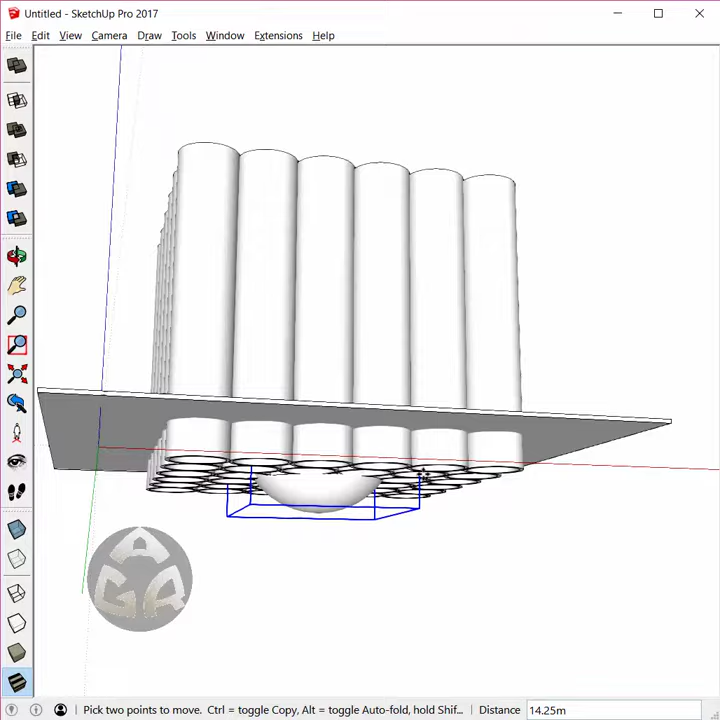 Untitled - SketchUp Pro 2017
File Edit View Camera Draw Tools Window Extensions Help
AGR
Pick two points to move. Ctrl = toggle Copy, Alt = toggle Auto-fold, hold Shif... Distance 14.25m